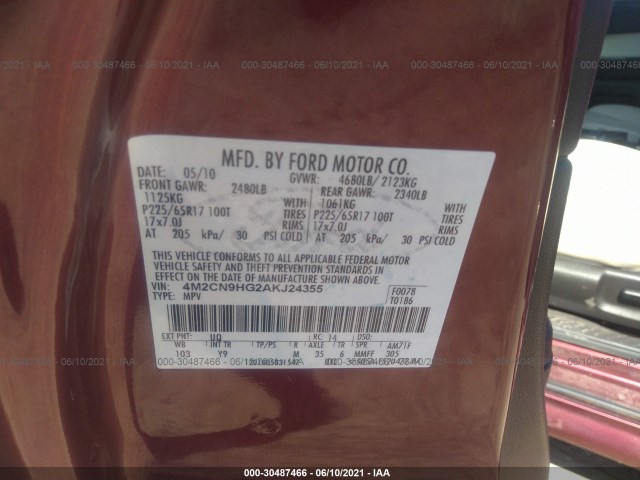 000-30487466 - 06/10/2021 - IAA
MFD. BY FORD MOTOR CO.
DATE: 05/10 GVWR: 4680LB/ 2123KG
FRONT GAWR: 2480LB REAR GAWR: 2340LB
1125KG WITH 1061KG WITH
P225/65R17 100T TIRES P225/65R17 100T TIRES
17x7.0J RIMS 17x7.0J RIMS
AT 205 kPa/ 30 PSI COLD AT 205 kPa/ 30 PSI COLD
THIS VEHICLE CONFORMS TO ALL APPLICABLE FEDERAL MOTOR
VEHICLE SAFETY AND THEFT PREVENTION STANDARDS IN
EFFECT ON THE DATE OF MANUFACTURE SHOWN ABOVE.
VIN: 4M2CN9HG2AKJ24355 F0078
TYPE: MPV T0186
EXT PNT: UQ RC: 14 DSO:
WB INT TR TP/PS R AXLE TR SPR AM71F
103 Y9 M 35 6 MMFF 305
000-30487466 - 06/10/2021 - IAA